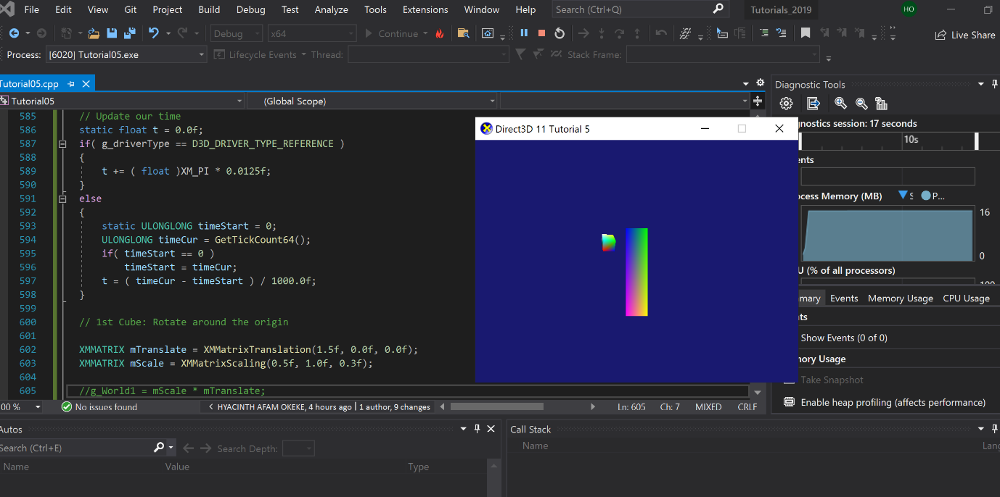 File Edit View Git Project Build Debug Test Analyze Tools Extensions Window Help Search (Ctrl+Q) Tutorials_2019 HO
Debug x64 Continue Live Share
Process: [6020] Tutorial05.exe Lifecycle Events Thread: Stack Frame:
Tutorial05.cpp
Tutorial05 (Global Scope)
Diagnostic Tools
585 // Update our time
586 static float t = 0.0f;
587 if( g_driverType == D3D_DRIVER_TYPE_REFERENCE )
588 {
589 t += ( float )XM_PI * 0.0125f;
590 }
591 else
592 {
593 static ULONGLONG timeStart = 0;
594 ULONGLONG timeCur = GetTickCount64();
595 if( timeStart == 0 )
596 timeStart = timeCur;
597 t = ( timeCur - timeStart ) / 1000.0f;
598 }
599
600 // 1st Cube: Rotate around the origin
601
602 XMMATRIX mTranslate = XMMatrixTranslation(1.5f, 0.0f, 0.0f);
603 XMMATRIX mScale = XMMatrixScaling(0.5f, 1.0f, 0.3f);
604
605 //g_World1 = mScale * mTranslate;
Direct3D 11 Tutorial 5
gnostics session: 17 seconds
10s
ents
cess Memory (MB) S P...
16
0
U (% of all processors)
100
mary Events Memory Usage CPU Usage
ts
Show Events (0 of 0)
ory Usage
Take Snapshot
Enable heap profiling (affects performance)
00 % No issues found HYACINTH AFAM OKEKE, 4 hours ago | 1 author, 9 changes Ln: 605 Ch: 7 MIXED CRLF
Autos
Search (Ctrl+E) Search Depth:
Name Value Type
Call Stack
Name Lang